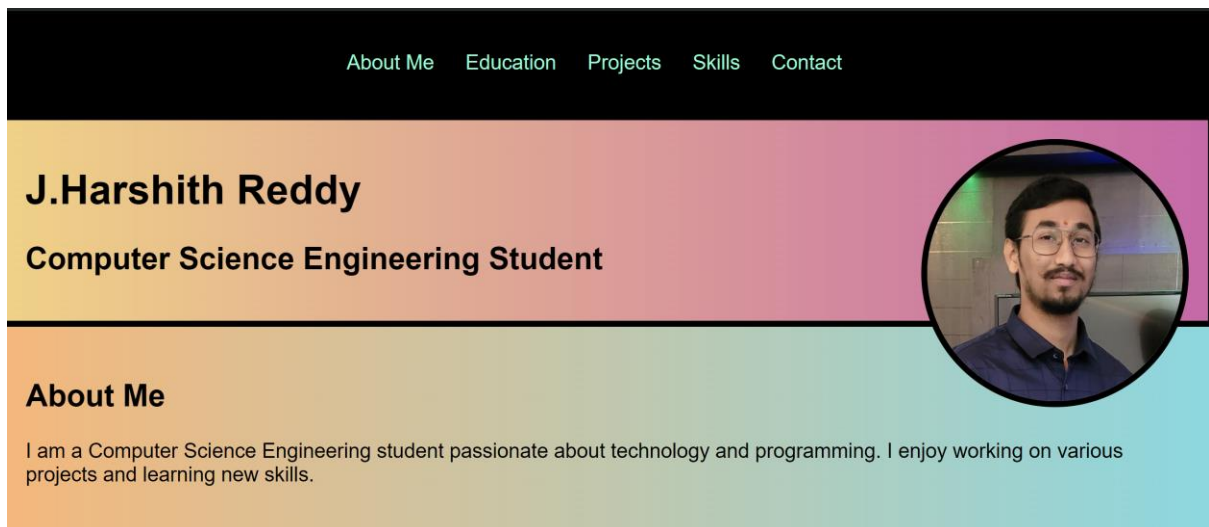 About Me Education Projects Skills Contact
J.Harshith Reddy
Computer Science Engineering Student
About Me
I am a Computer Science Engineering student passionate about technology and programming. I enjoy working on various
projects and learning new skills.